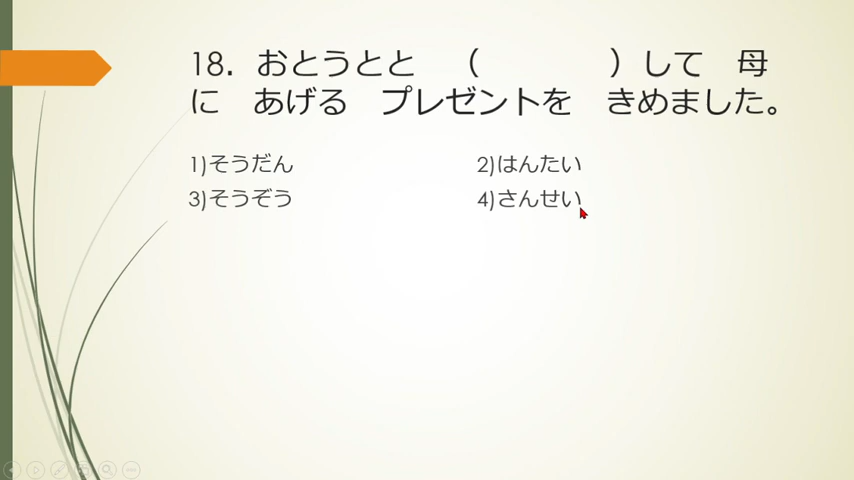 18. おとうとと （　　　　）して 母
に あげる プレゼントを きめました。
1)そうだん 2)はんたい
3)そうぞう 4)さんせい